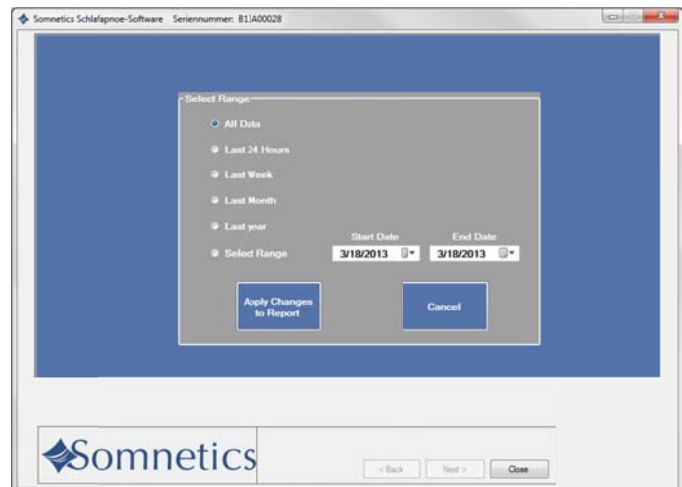 Somnetics Schlafapnoe-Software Seriennummer: B1JA00028
Select Range
All Data
Last 24 Hours
Last Week
Last Month
Last year
Start Date End Date
Select Range 3/18/2013 3/18/2013
Apply Changes
to Report
Cancel
Somnetics
< Back Next > Close